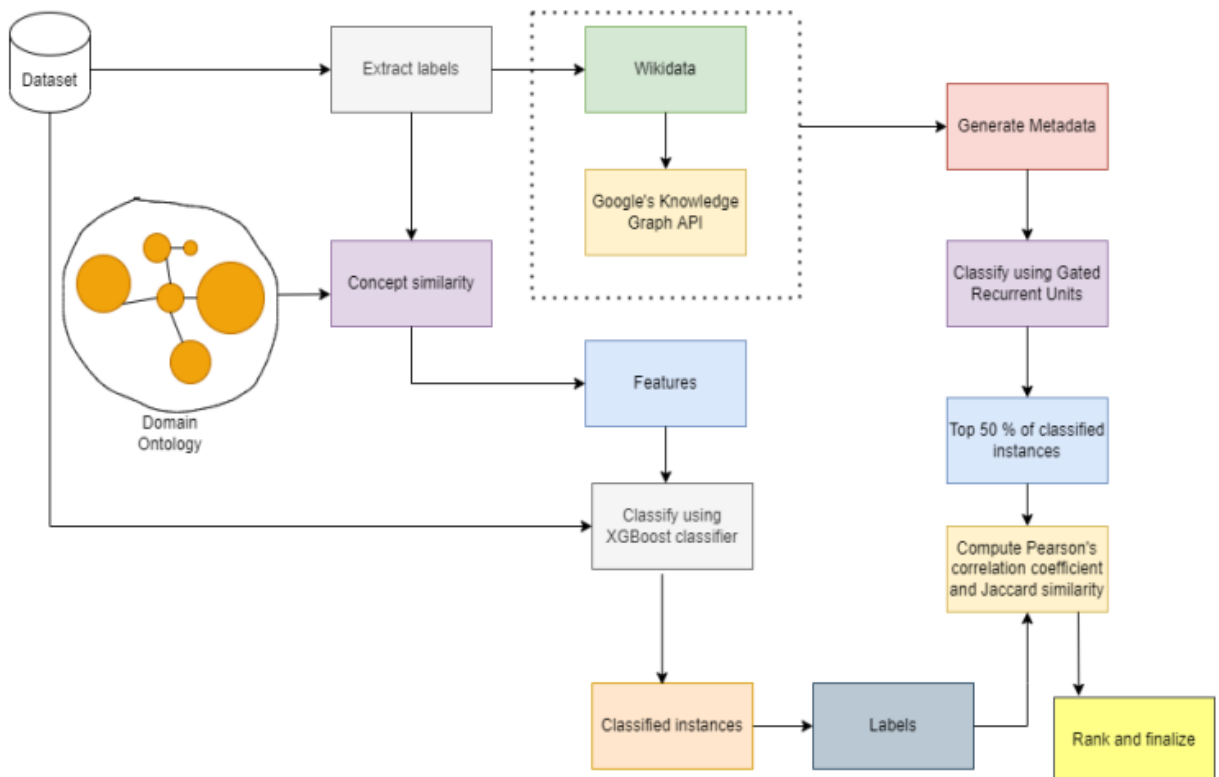 Dataset
Extract labels
Wikidata
Generate Metadata
Google's Knowledge
Graph API
Concept similarity
Classify using Gated
Recurrent Units
Domain
Ontology
Features
Top 50 % of classified
instances
Classify using
XGBoost classifier
Compute Pearson's
correlation coefficient
and Jaccard similarity
Classified instances
Labels
Rank and finalize